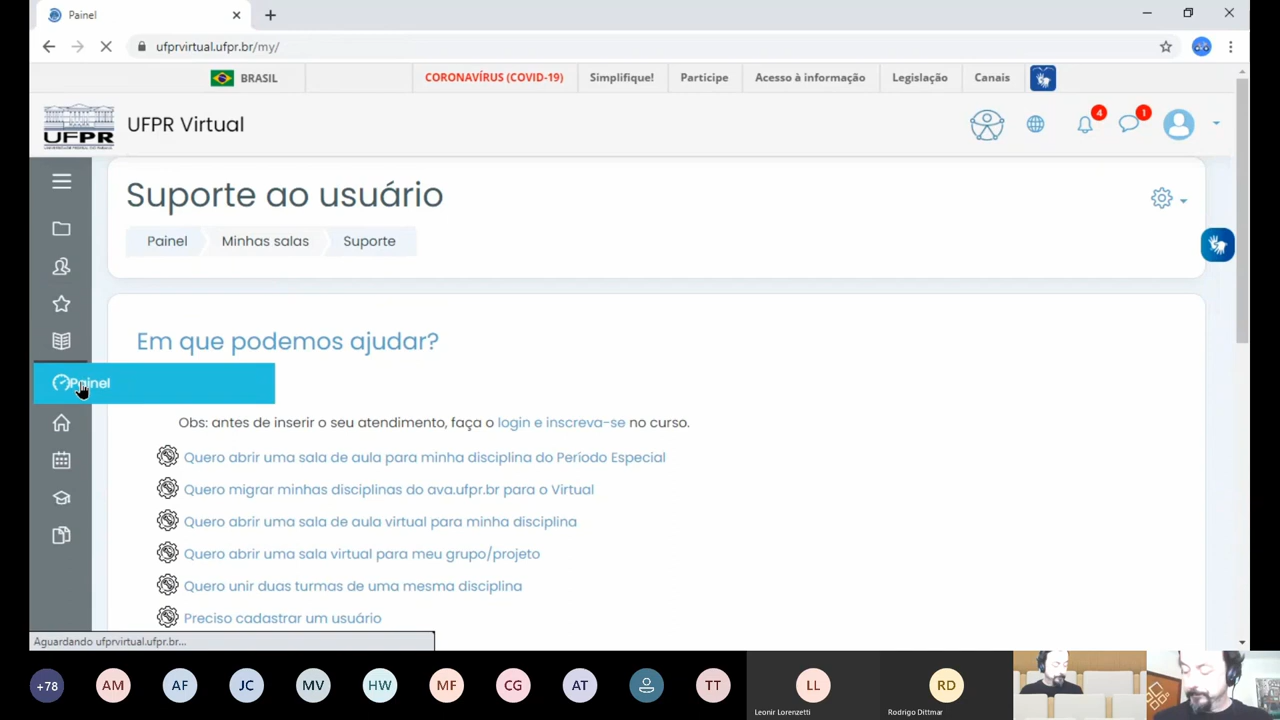 Painel
ufprvirtual.ufpr.br/my/
BRASIL
CORONAVÍRUS (COVID-19)
Simplifique!
Participe
Acesso à informação
Legislação
Canais
UFPR
UFPR Virtual
4
1
Suporte ao usuário
Painel
Minhas salas
Suporte
Em que podemos ajudar?
Painel
Obs: antes de inserir o seu atendimento, faça o login e inscreva-se no curso.
Quero abrir uma sala de aula para minha disciplina do Período Especial
Quero migrar minhas disciplinas do ava.ufpr.br para o Virtual
Quero abrir uma sala de aula virtual para minha disciplina
Quero abrir uma sala virtual para meu grupo/projeto
Quero unir duas turmas de uma mesma disciplina
Preciso cadastrar um usuário
Aguardando ufprvirtual.ufpr.br...
+78
AM
AF
JC
MV
HW
MF
CG
AT
TT
LL
Leonir Lorenzetti
RD
Rodrigo Dittmar